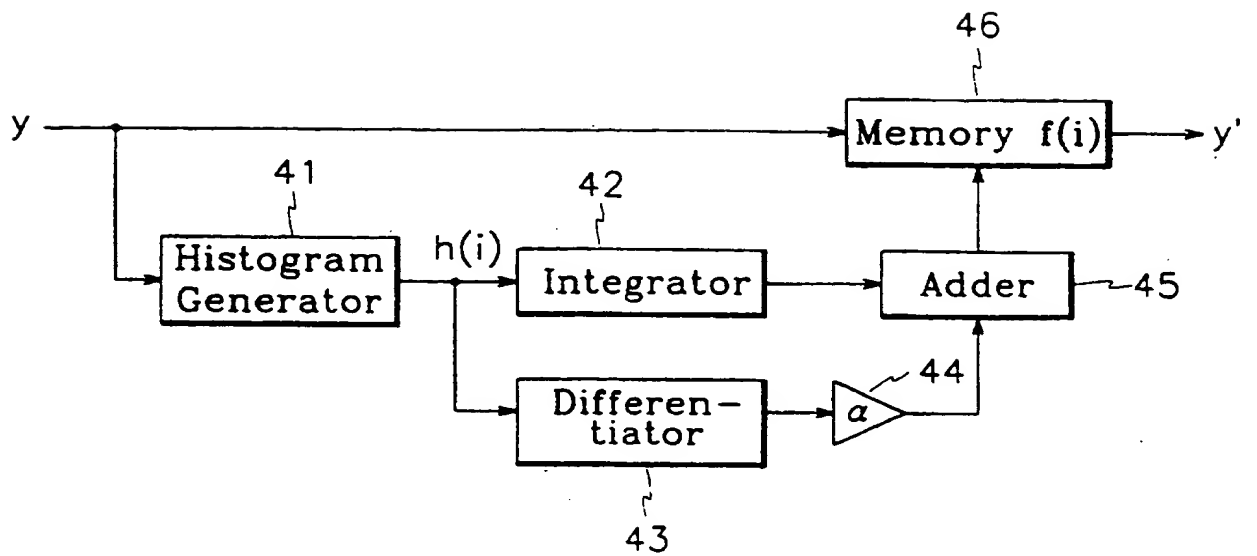 46
y
Memory f(i)
y'
41
42
h(i)
Histogram
Generator
Integrator
Adder
45
44
Differen-
tiator
α
43